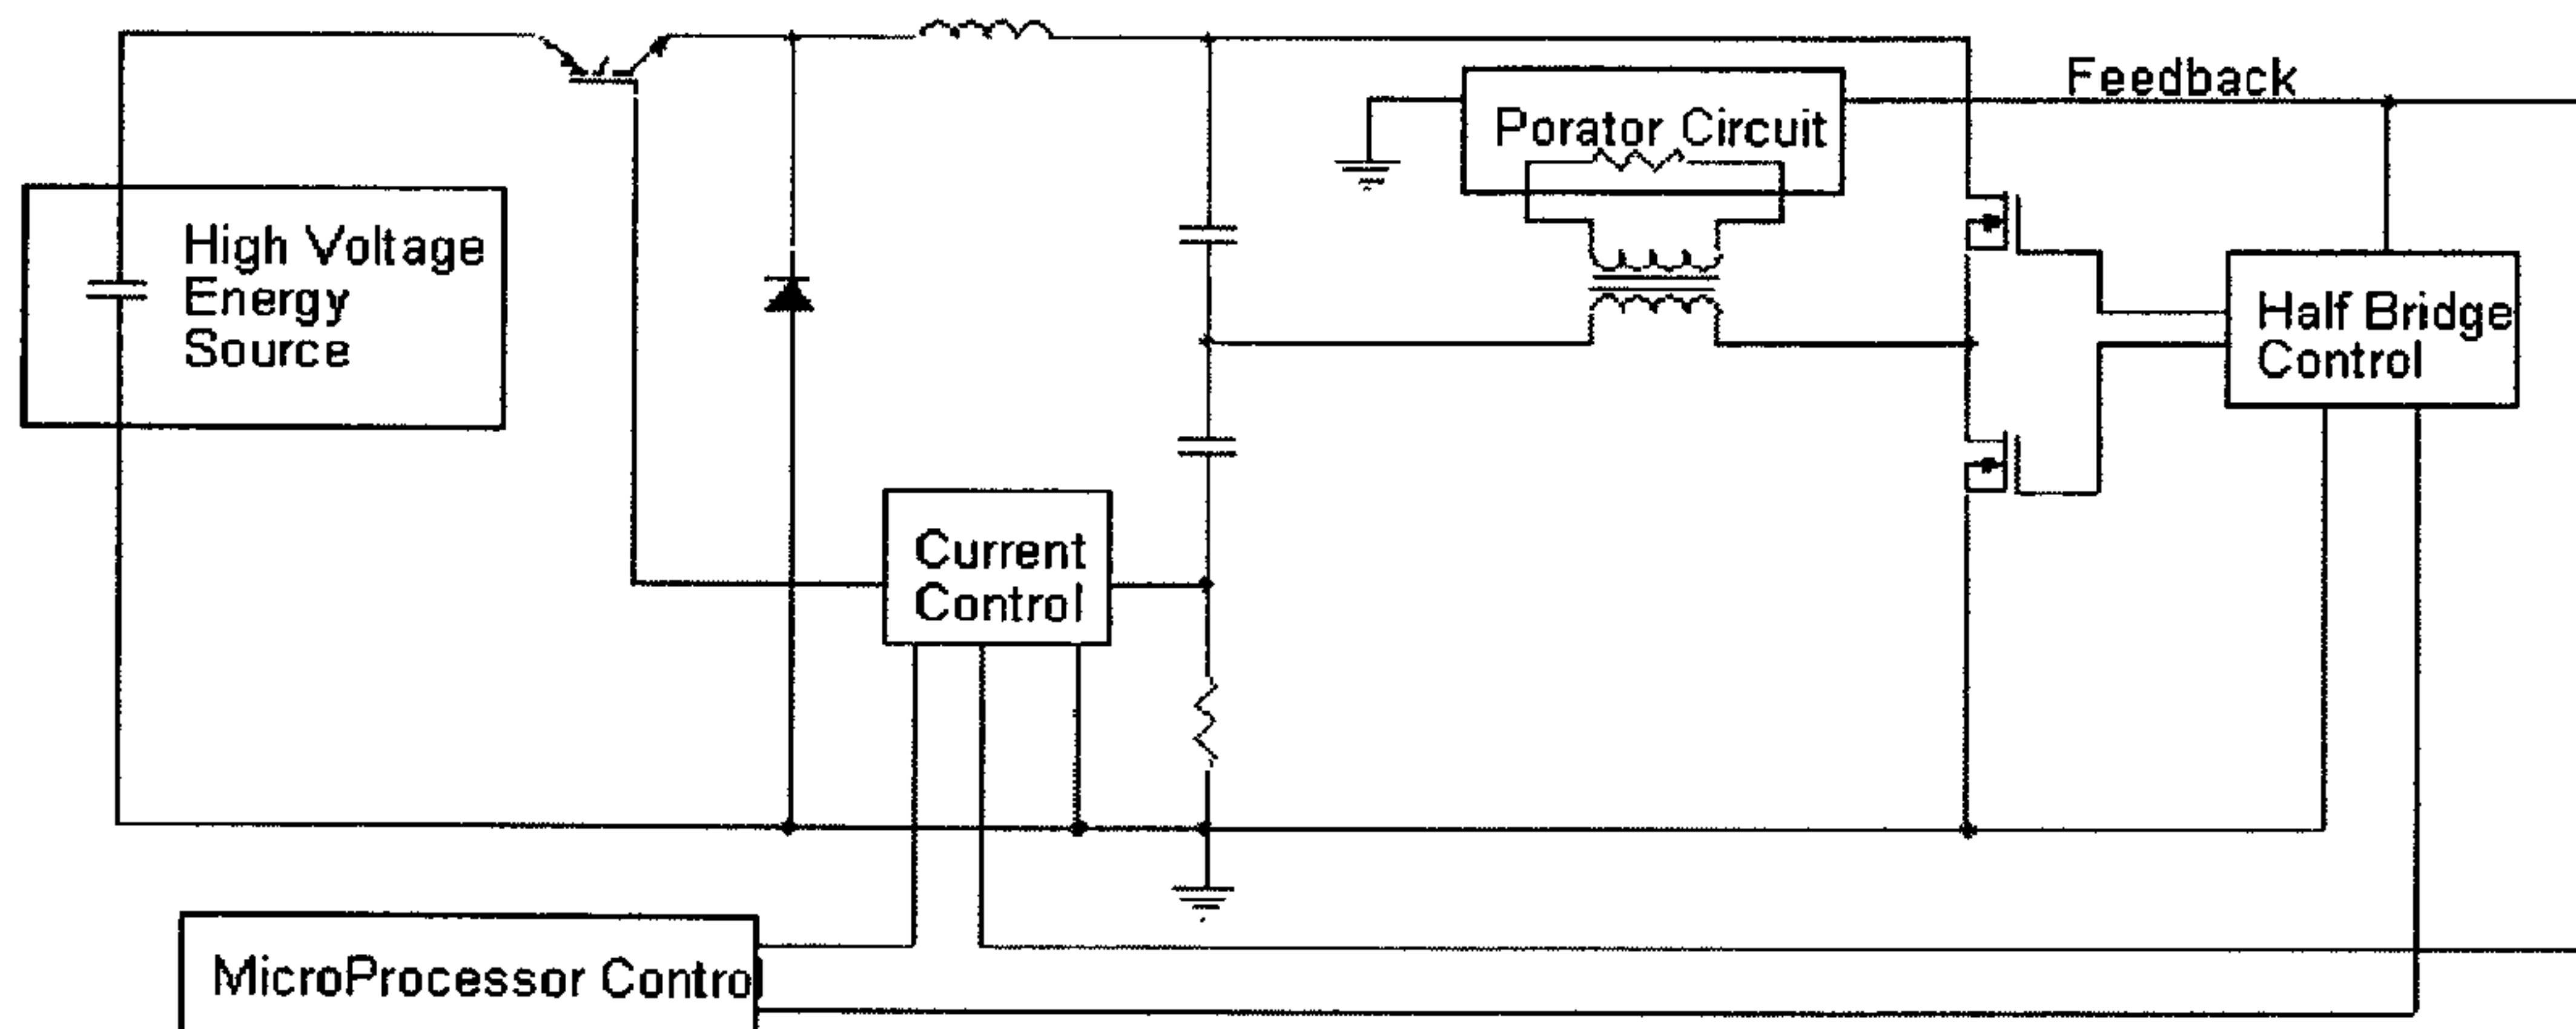 Feedback
Porator Circuit
High Voltage
Energy
Source
Half Bridge
Control
Current
Control
MicroProcessor Control